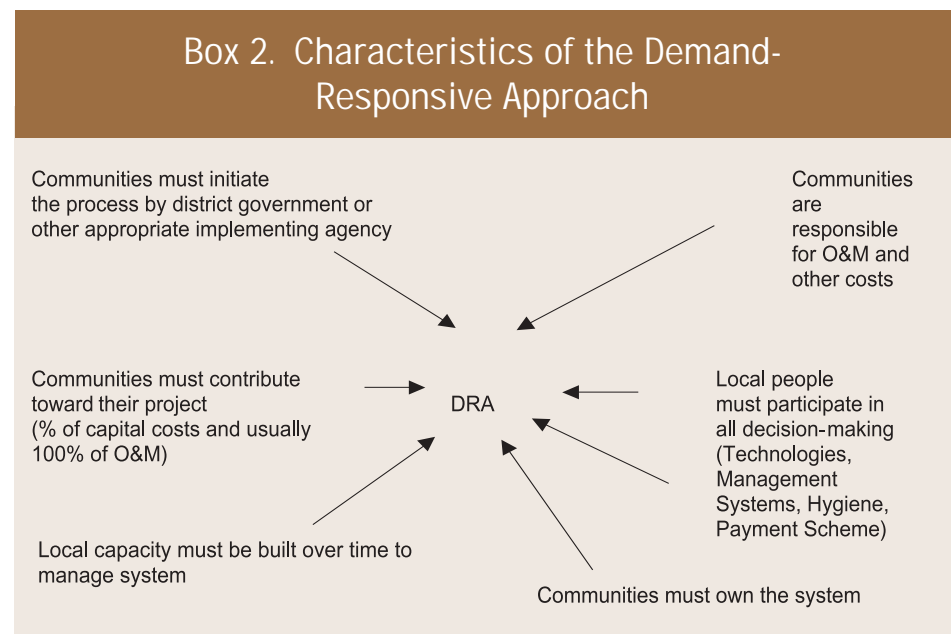 Box 2. Characteristics of the Demand-
Responsive Approach
Communities must initiate
the process by district government or
other appropriate implementing agency
Communities
are
responsible
for O&M and
other costs
Communities must contribute
toward their project
(% of capital costs and usually
100% of O&M)
DRA
Local people
must participate in
all decision-making
(Technologies,
Management
Systems, Hygiene,
Payment Scheme)
Local capacity must be built over time to
manage system
Communities must own the system